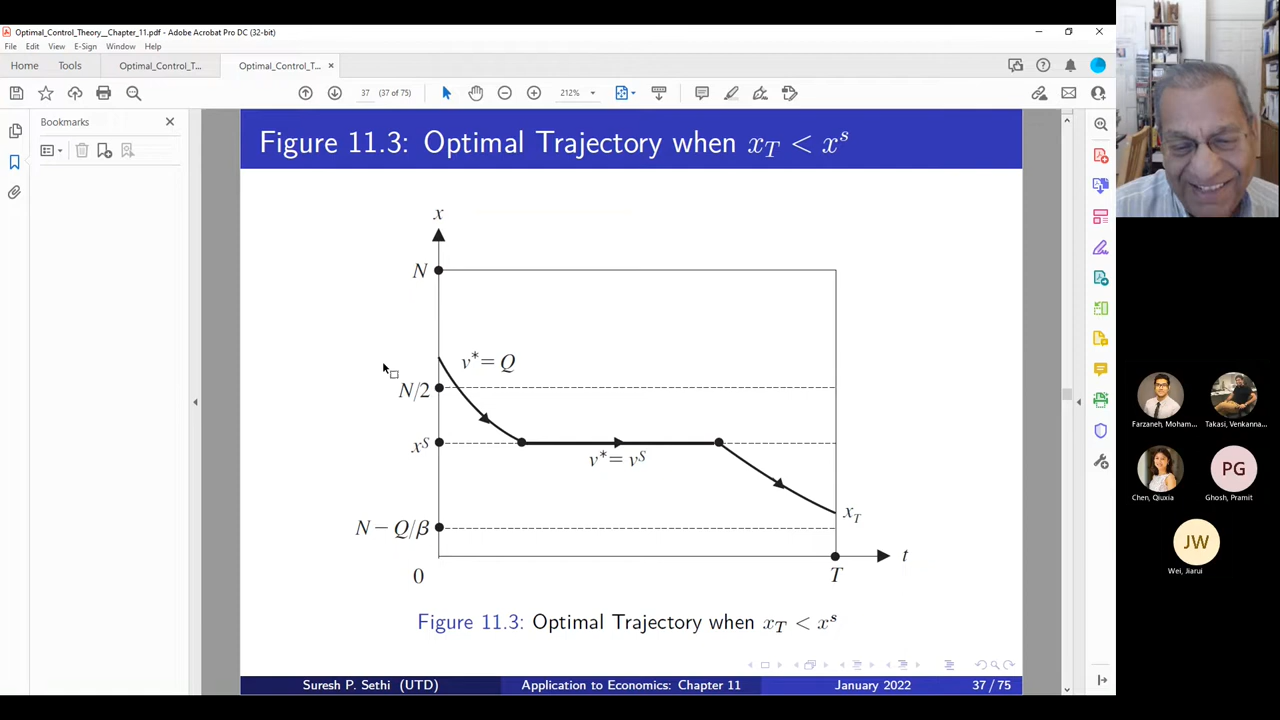 Optimal_Control_Theory__Chapter_11.pdf - Adobe Acrobat Pro DC (32-bit)
File Edit View E-Sign Window Help
Home Tools Optimal_Control_T... Optimal_Control_T... ×
37 (37 of 75) 212%
Bookmarks
Figure 11.3: Optimal Trajectory when x_T < x^s
x
N
v* = Q
N/2
x^S
v* = v^S
x_T
N − Q/β
t
0
T
Figure 11.3: Optimal Trajectory when x_T < x^s
Suresh P. Sethi (UTD) Application to Economics: Chapter 11 January 2022 37 / 75
Farzaneh, Moham...
Takasi, Venkanna...
Chen, Qiuxia
PG
Ghosh, Pramit
JW
Wei, Jiarui